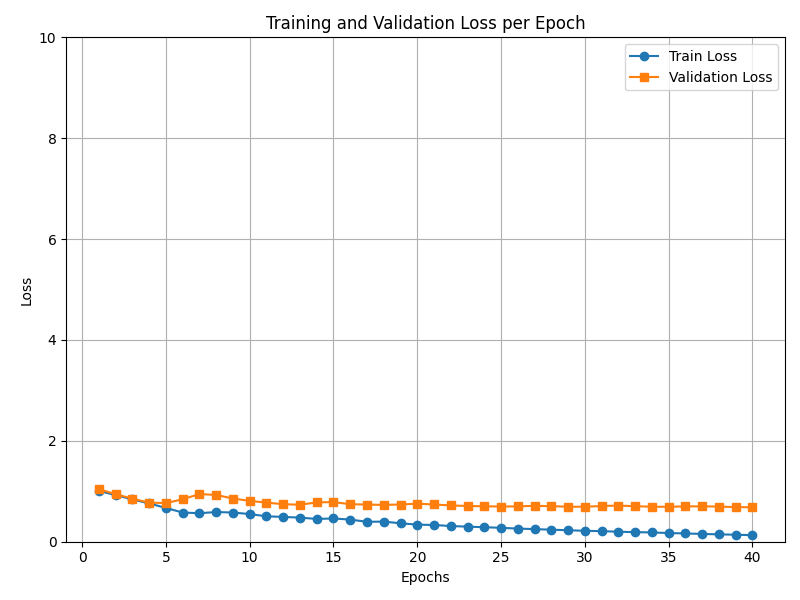 Training and Validation Loss per Epoch
10
8
6
4
2
0
Loss
Train Loss
Validation Loss
0 5 10 15 20 25 30 35 40
Epochs